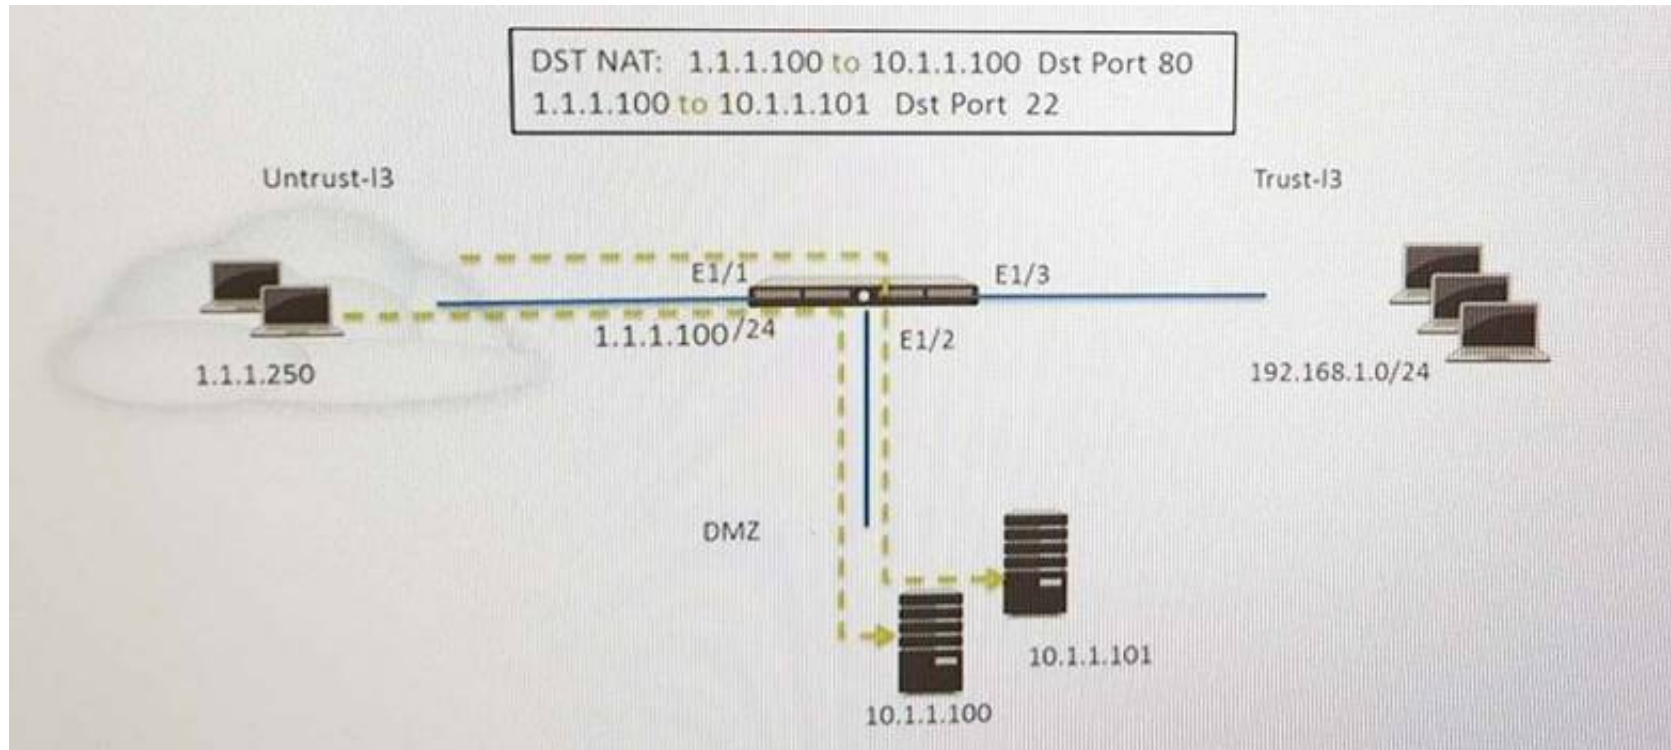 DST NAT: 1.1.1.100 to 10.1.1.100 Dst Port 80
1.1.1.100 to 10.1.1.101 Dst Port 22
Untrust-l3
Trust-l3
E1/1
E1/3
1.1.1.100/24
E1/2
1.1.1.250
192.168.1.0/24
DMZ
10.1.1.101
10.1.1.100